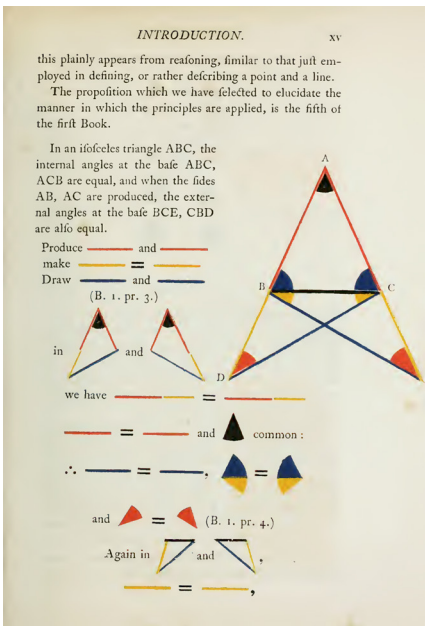 INTRODUCTION. xv
this plainly appears from reaſoning, ſimilar to that juſt em-
ployed in defining, or rather deſcribing a point and a line.
The propoſition which we have ſelected to elucidate the
manner in which the principles are applied, is the fifth of
the firſt Book.
In an iſoſceles triangle ABC, the
internal angles at the baſe ABC,
ACB are equal, and when the ſides
AB, AC are produced, the exter-
nal angles at the baſe BCE, CBD
are alſo equal.
A
B
C
D
Produce and
make =
Draw and
(B. 1. pr. 3.)
in and
we have =
= and common :
∴ = , =
and = (B. 1. pr. 4.)
Again in and ,
= ,